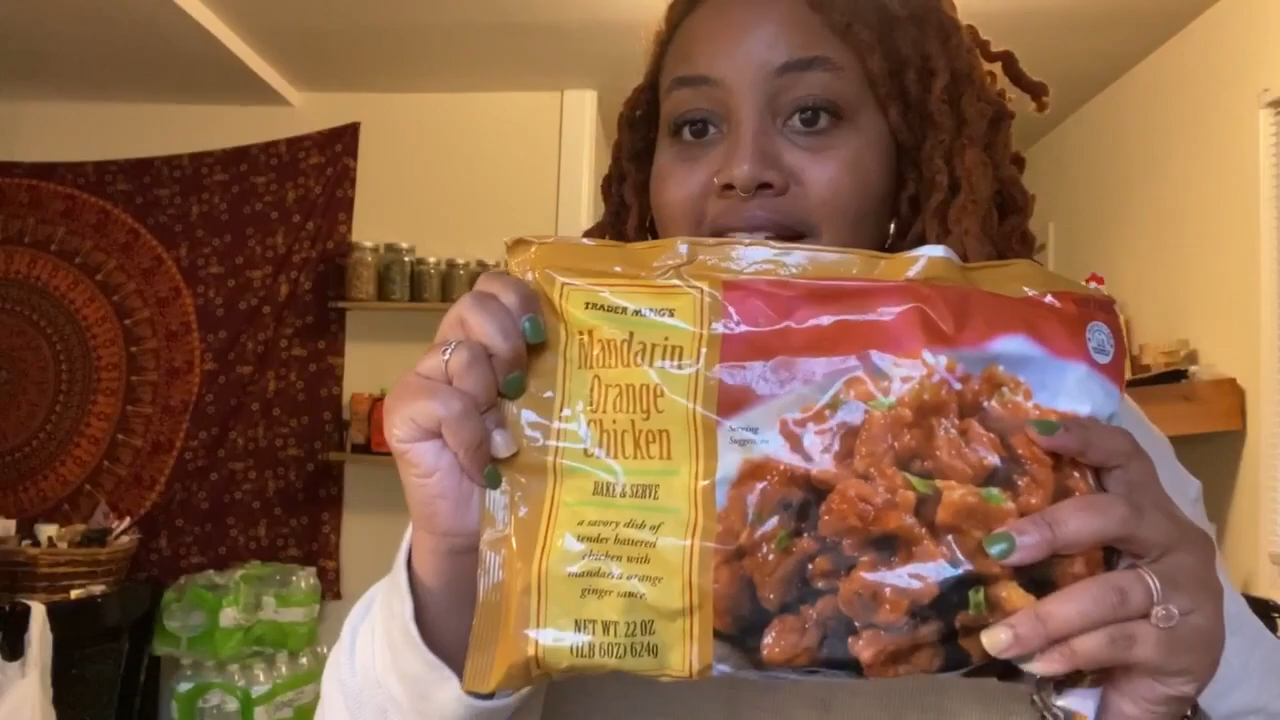 TRADER MING'S
Mandarin
Orange
Chicken
BAKE & SERVE
a savory dish of
tender battered
chicken with
mandarin orange
ginger sauce.
NET WT. 22 OZ
(1LB 6OZ) 624g
Serving
Suggestion